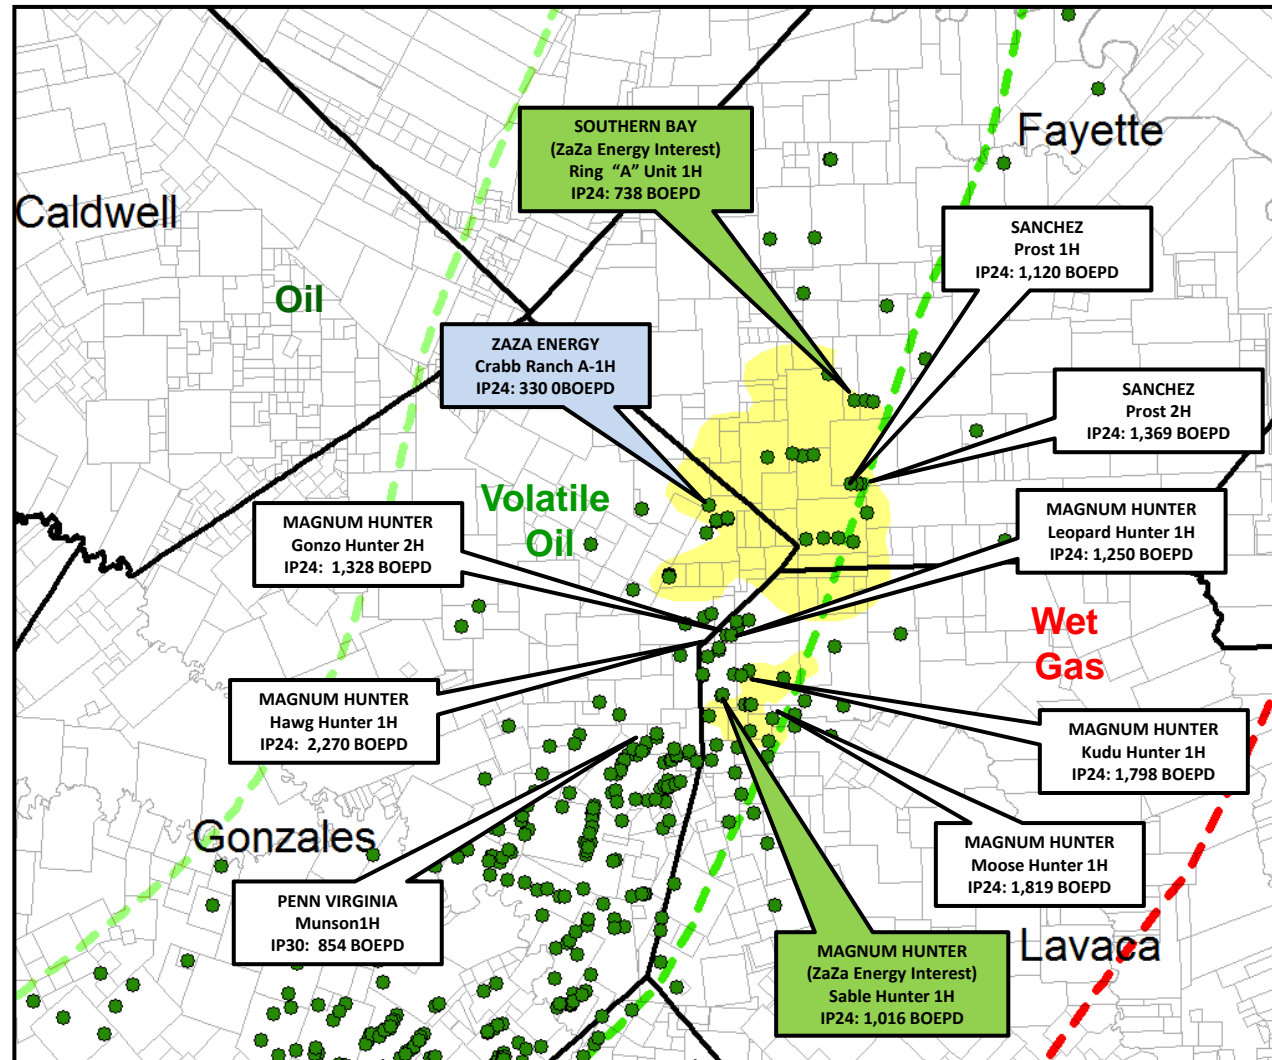 Fayette
SOUTHERN BAY
(ZaZa Energy Interest)
Ring "A" Unit 1H
IP24: 738 BOEPD
Caldwell
SANCHEZ
Prost 1H
IP24: 1,120 BOEPD
Oil
ZAZA ENERGY
Crabb Ranch A-1H
IP24: 330 0BOEPD
SANCHEZ
Prost 2H
IP24: 1,369 BOEPD
Volatile
Oil
MAGNUM HUNTER
Gonzo Hunter 2H
IP24: 1,328 BOEPD
MAGNUM HUNTER
Leopard Hunter 1H
IP24: 1,250 BOEPD
Wet
Gas
MAGNUM HUNTER
Hawg Hunter 1H
IP24: 2,270 BOEPD
MAGNUM HUNTER
Kudu Hunter 1H
IP24: 1,798 BOEPD
Gonzales
MAGNUM HUNTER
Moose Hunter 1H
IP24: 1,819 BOEPD
PENN VIRGINIA
Munson1H
IP30: 854 BOEPD
Lavaca
MAGNUM HUNTER
(ZaZa Energy Interest)
Sable Hunter 1H
IP24: 1,016 BOEPD